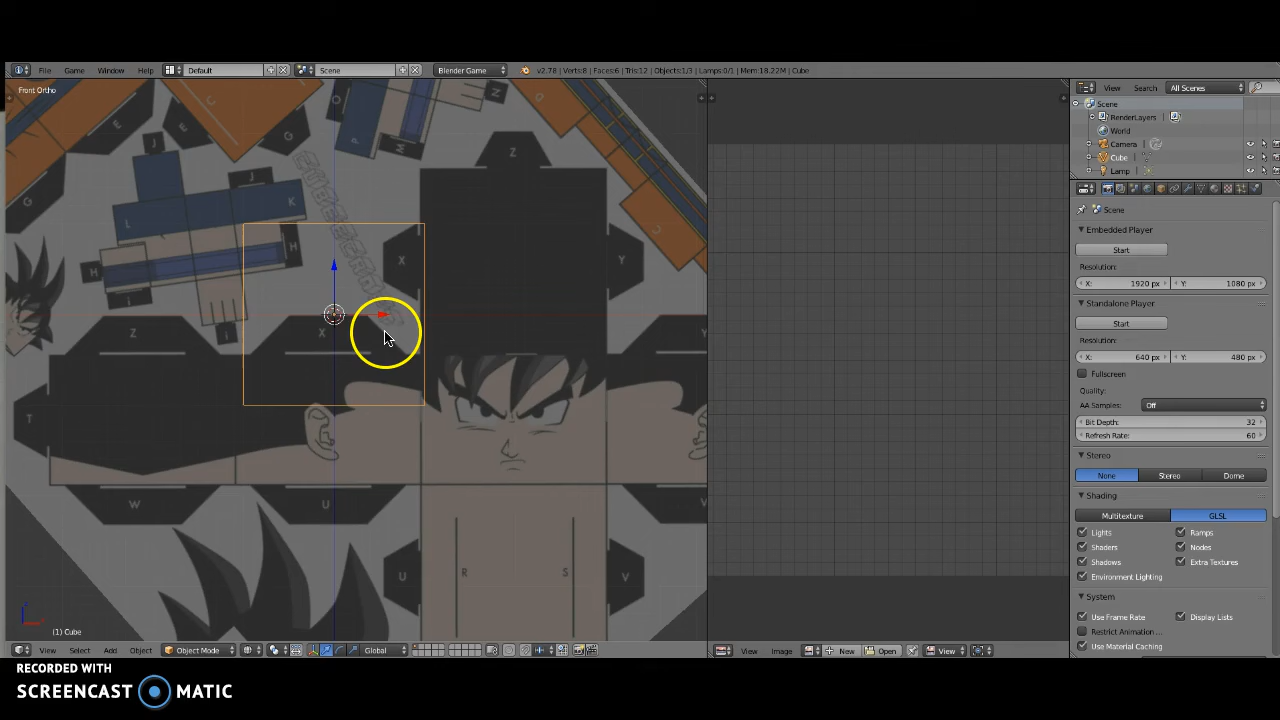 File Game Window Help Default Scene Blender Game v2.78 | Verts:8 | Faces:6 | Tris:12 | Objects:1/3 | Lamps:0/1 | Mem:18.22M | Cube
View Search All Scenes
Front Ortho
Scene
RenderLayers
World
Camera
Cube
Lamp
Scene
Embedded Player
Start
Resolution:
X: 1920 px Y: 1080 px
Standalone Player
Start
Resolution:
X: 640 px Y: 480 px
Fullscreen
Quality:
AA Samples: Off
Bit Depth: 32
Refresh Rate: 60
Stereo
None Stereo Dome
Shading
Multitexture GLSL
Lights Ramps
Shaders Nodes
Shadows Extra Textures
Environment Lighting
System
Use Frame Rate Display Lists
Restrict Animation ...
Use Material Caching
E F C G O P M N D
J J L K H H i i
G C
Z X Z X Y Y
T
W U U R S V V
(1) Cube
View Select Add Object Object Mode Global
View Image New Open View
RECORDED WITH
SCREENCAST MATIC